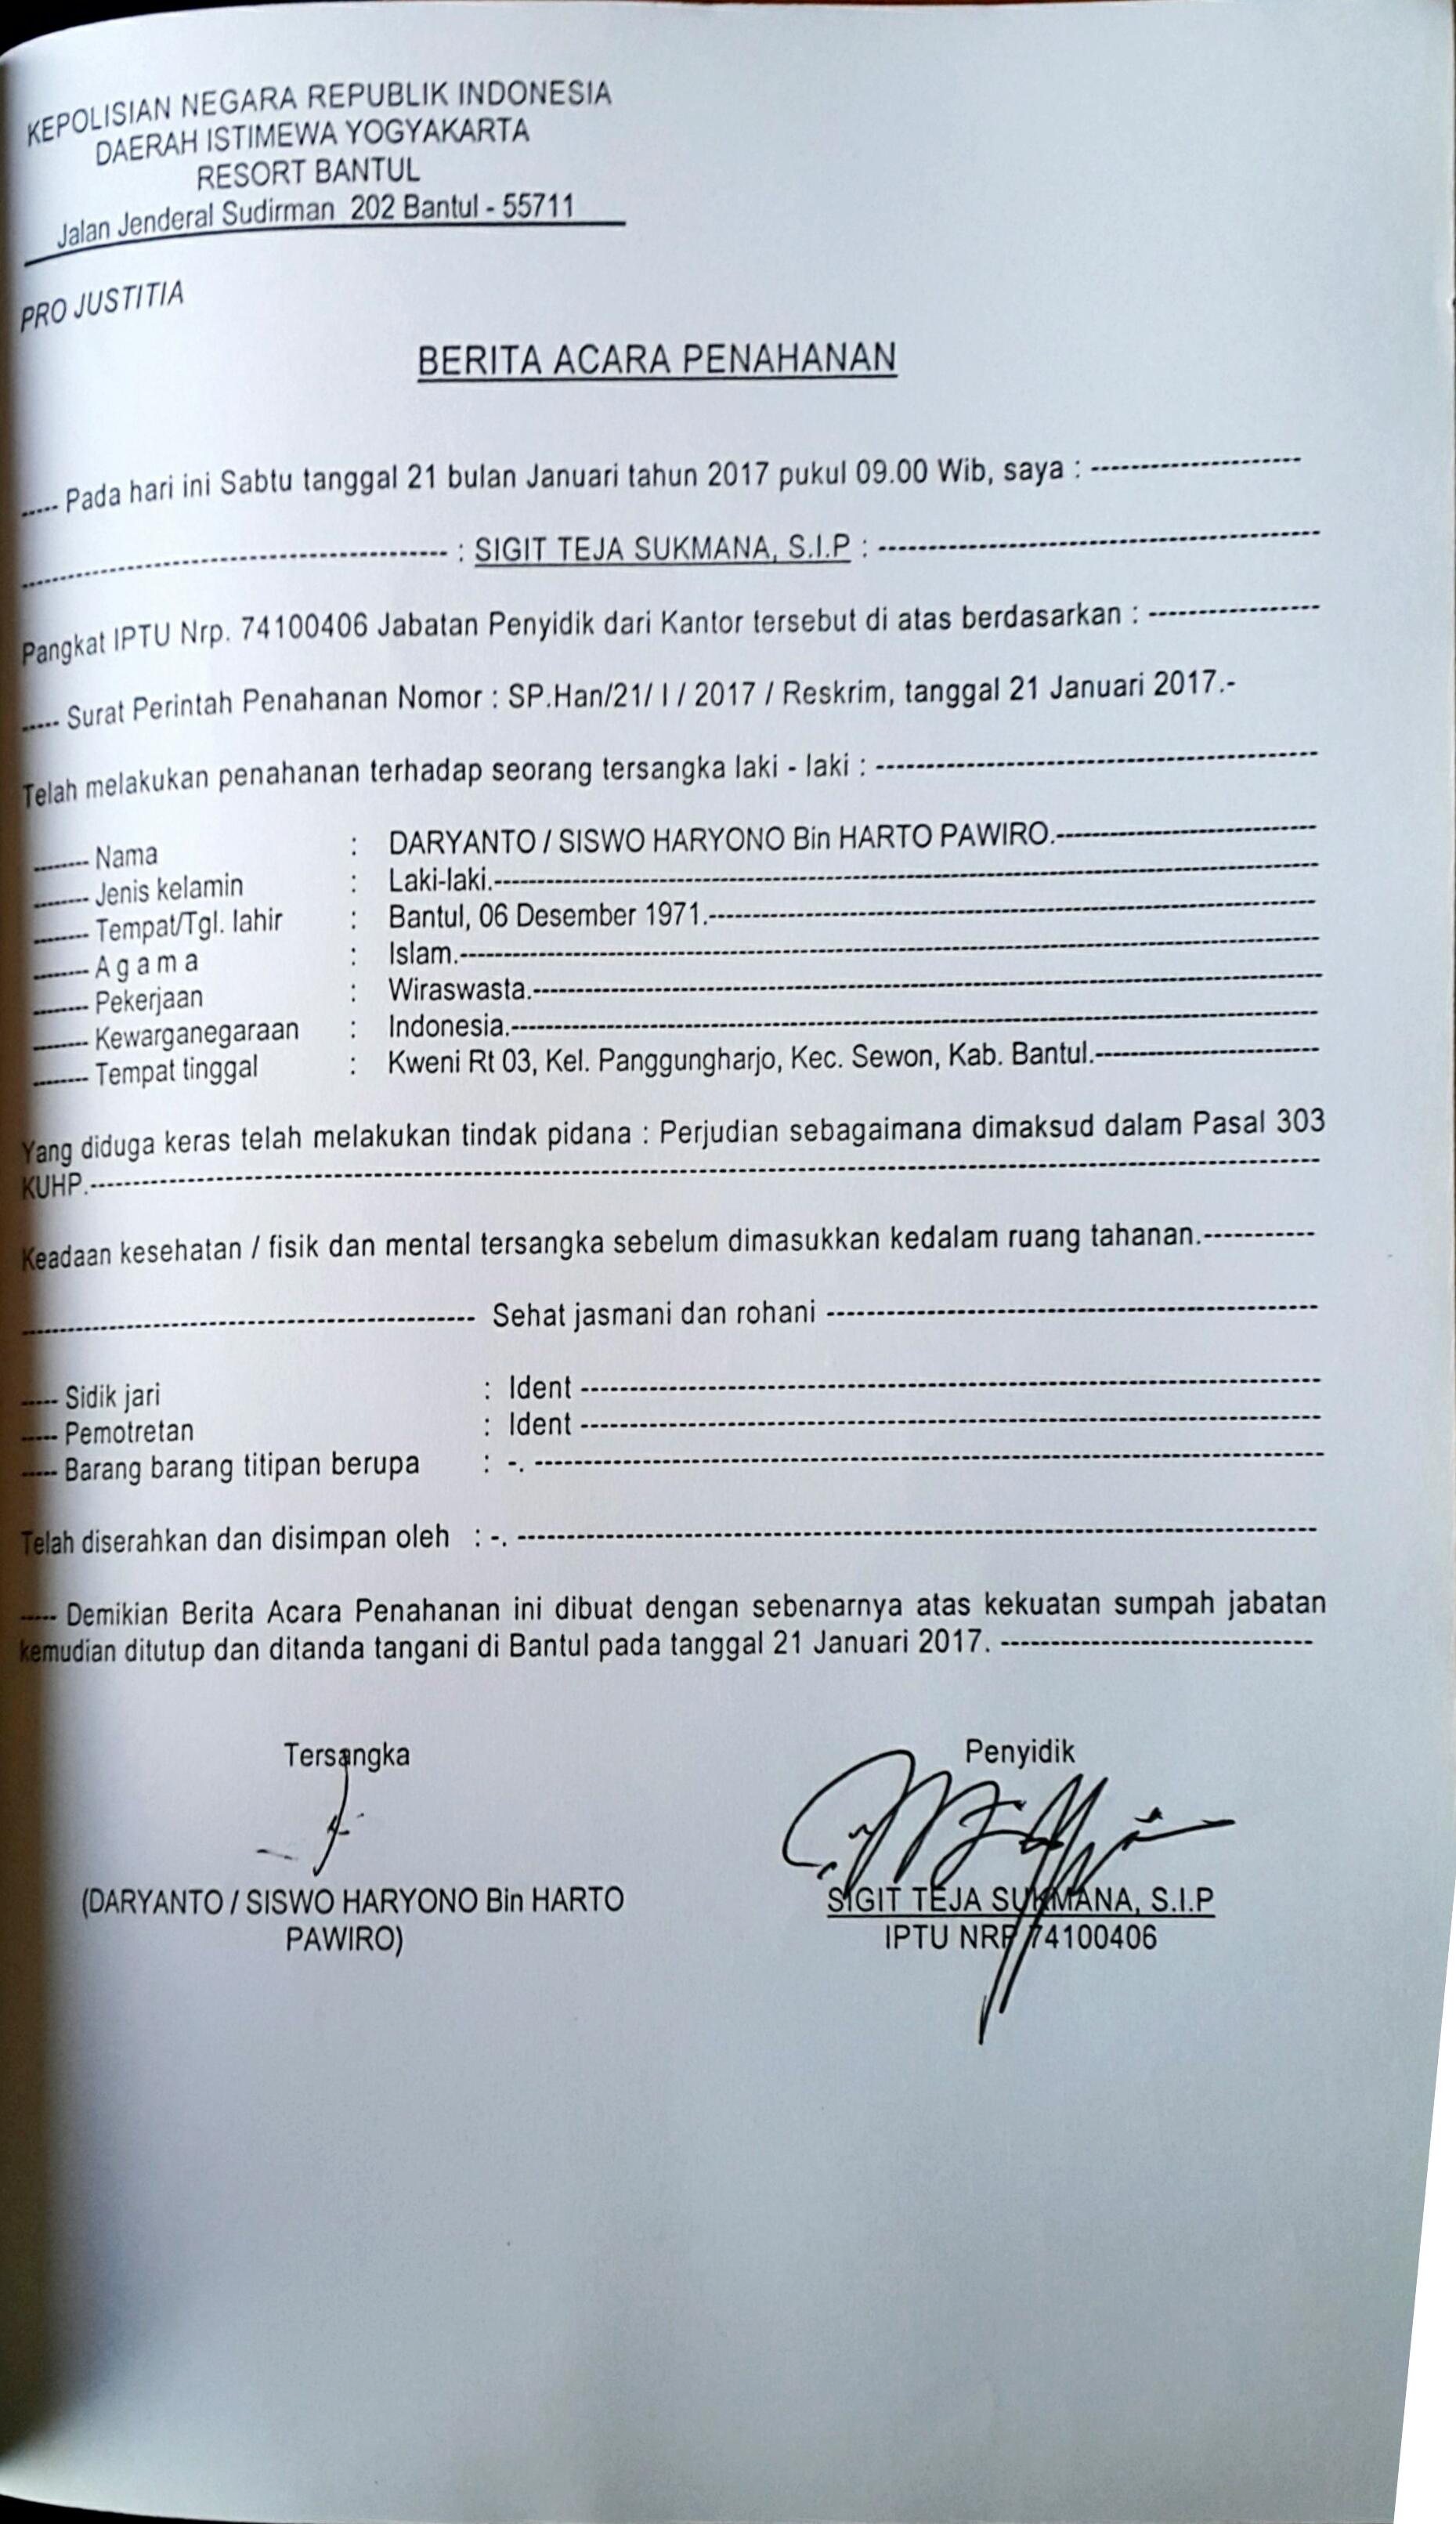 KEPOLISIAN NEGARA REPUBLIK INDONESIA
DAERAH ISTIMEWA YOGYAKARTA
RESORT BANTUL
Jalan Jenderal Sudirman 202 Bantul - 55711
PRO JUSTITIA
BERITA ACARA PENAHANAN
----- Pada hari ini Sabtu tanggal 21 bulan Januari tahun 2017 pukul 09.00 Wib, saya : ---------------------
------------------------------------------- : SIGIT TEJA SUKMANA, S.I.P : --------------------------------------------
Pangkat IPTU Nrp. 74100406 Jabatan Penyidik dari Kantor tersebut di atas berdasarkan : -----------------
----- Surat Perintah Penahanan Nomor : SP.Han/21/ I / 2017 / Reskrim, tanggal 21 Januari 2017.-
Telah melakukan penahanan terhadap seorang tersangka laki - laki : --------------------------------------------
------- Nama : DARYANTO / SISWO HARYONO Bin HARTO PAWIRO.--------------------------
------- Jenis kelamin : Laki-laki.--------------------------------------------------------------------------------
------- Tempat/Tgl. lahir : Bantul, 06 Desember 1971.------------------------------------------------------------
------- A g a m a : Islam.------------------------------------------------------------------------------------
------- Pekerjaan : Wiraswasta.----------------------------------------------------------------------------
------- Kewarganegaraan : Indonesia.------------------------------------------------------------------------------
------- Tempat tinggal : Kweni Rt 03, Kel. Panggungharjo, Kec. Sewon, Kab. Bantul.----------------------
Yang diduga keras telah melakukan tindak pidana : Perjudian sebagaimana dimaksud dalam Pasal 303
KUHP.--------------------------------------------------------------------------------------------------------------------
Keadaan kesehatan / fisik dan mental tersangka sebelum dimasukkan kedalam ruang tahanan.-----------
---------------------------------------------- Sehat jasmani dan rohani --------------------------------------------------
----- Sidik jari : Ident ---------------------------------------------------------------------------
----- Pemotretan : Ident ---------------------------------------------------------------------------
----- Barang barang titipan berupa : -. --------------------------------------------------------------------------------
Telah diserahkan dan disimpan oleh : -. --------------------------------------------------------------------------------
----- Demikian Berita Acara Penahanan ini dibuat dengan sebenarnya atas kekuatan sumpah jabatan
kemudian ditutup dan ditanda tangani di Bantul pada tanggal 21 Januari 2017. -------------------------------
Tersangka Penyidik
(DARYANTO / SISWO HARYONO Bin HARTO SIGIT TEJA SUKMANA, S.I.P
PAWIRO) IPTU NRP 74100406